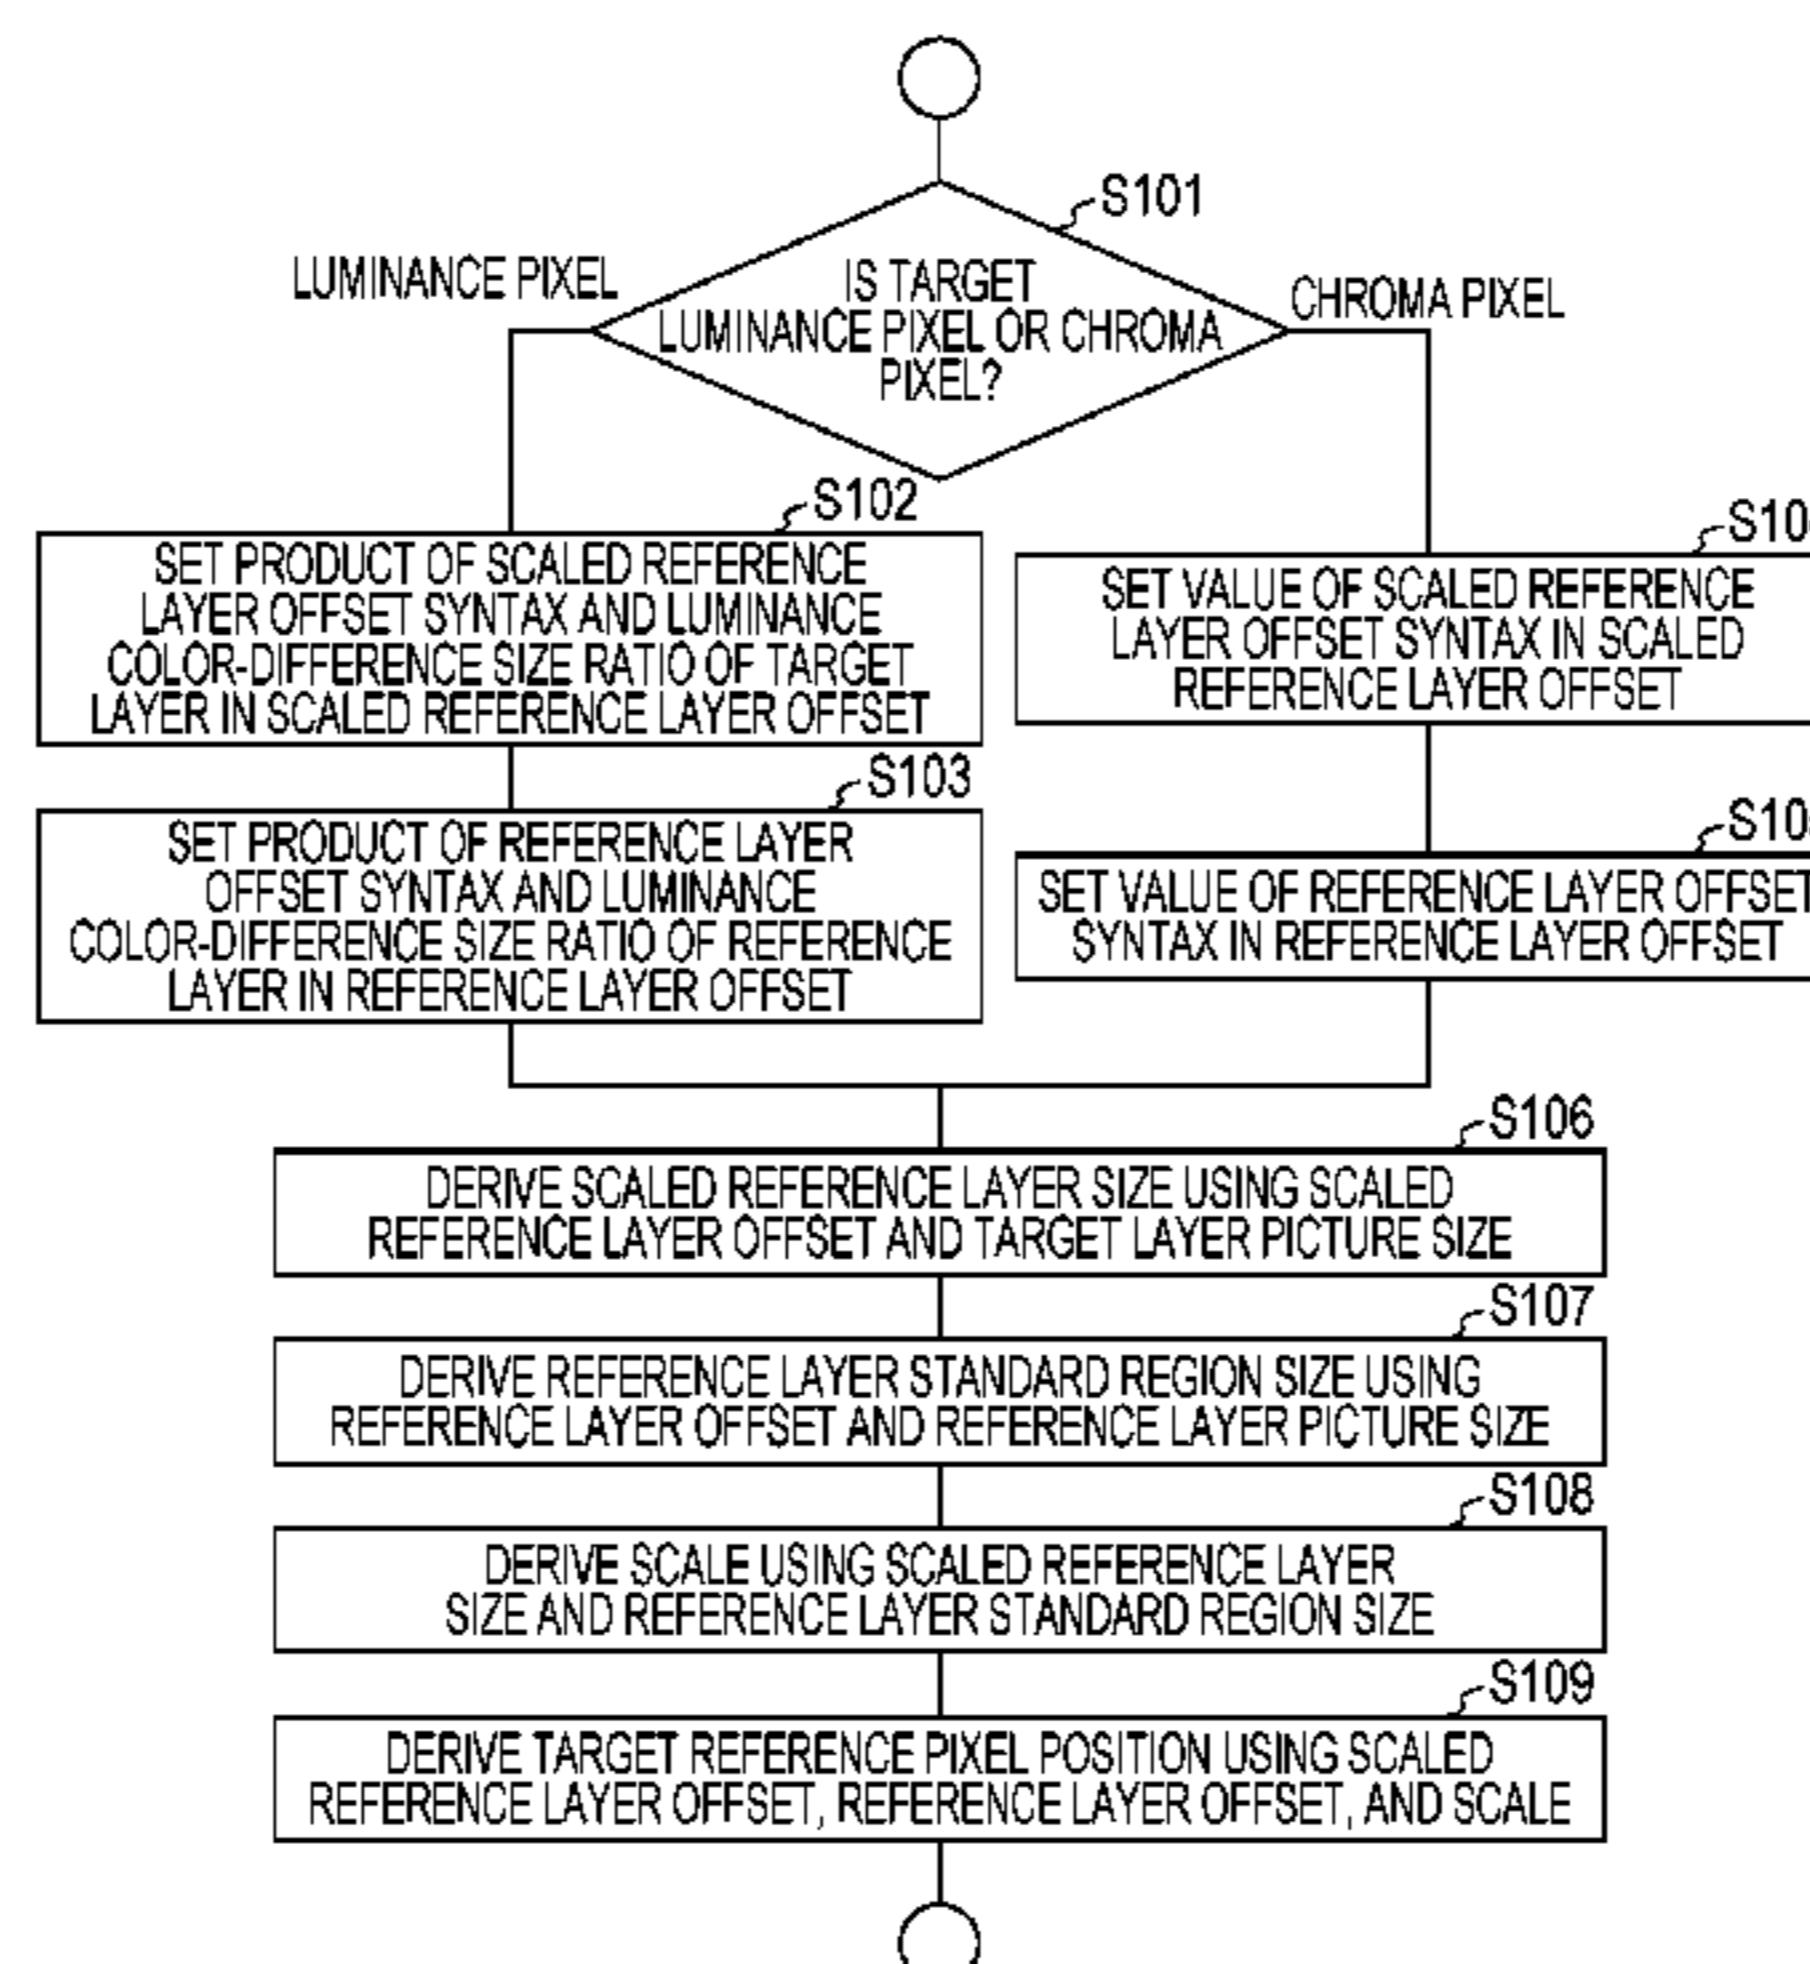 S101
LUMINANCE PIXEL
IS TARGET
LUMINANCE PIXEL OR CHROMA
PIXEL?
CHROMA PIXEL
S102
SET PRODUCT OF SCALED REFERENCE
LAYER OFFSET SYNTAX AND LUMINANCE
COLOR-DIFFERENCE SIZE RATIO OF TARGET
LAYER IN SCALED REFERENCE LAYER OFFSET
SET VALUE OF SCALED REFERENCE
LAYER OFFSET SYNTAX IN SCALED
REFERENCE LAYER OFFSET
S103
SET PRODUCT OF REFERENCE LAYER
OFFSET SYNTAX AND LUMINANCE
COLOR-DIFFERENCE SIZE RATIO OF REFERENCE
LAYER IN REFERENCE LAYER OFFSET
SET VALUE OF REFERENCE LAYER OFFSET
SYNTAX IN REFERENCE LAYER OFFSET
S106
DERIVE SCALED REFERENCE LAYER SIZE USING SCALED
REFERENCE LAYER OFFSET AND TARGET LAYER PICTURE SIZE
S107
DERIVE REFERENCE LAYER STANDARD REGION SIZE USING
REFERENCE LAYER OFFSET AND REFERENCE LAYER PICTURE SIZE
S108
DERIVE SCALE USING SCALED REFERENCE LAYER
SIZE AND REFERENCE LAYER STANDARD REGION SIZE
S109
DERIVE TARGET REFERENCE PIXEL POSITION USING SCALED
REFERENCE LAYER OFFSET, REFERENCE LAYER OFFSET, AND SCALE